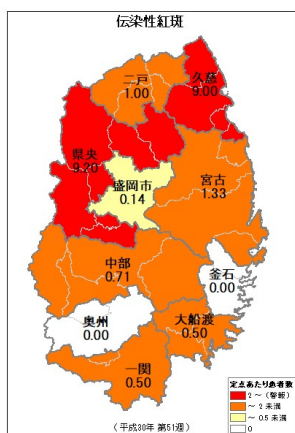 伝染性紅斑
二戸
1.00
久慈
9.00
県央
9.20
盛岡市
0.14
宮古
1.33
中部
0.71
釜石
0.00
奥州
0.00
大船渡
0.50
一関
0.50
定点あたり患者数
2～(警報)
～2未満
～0.5未満
0
(平成30年 第51週)